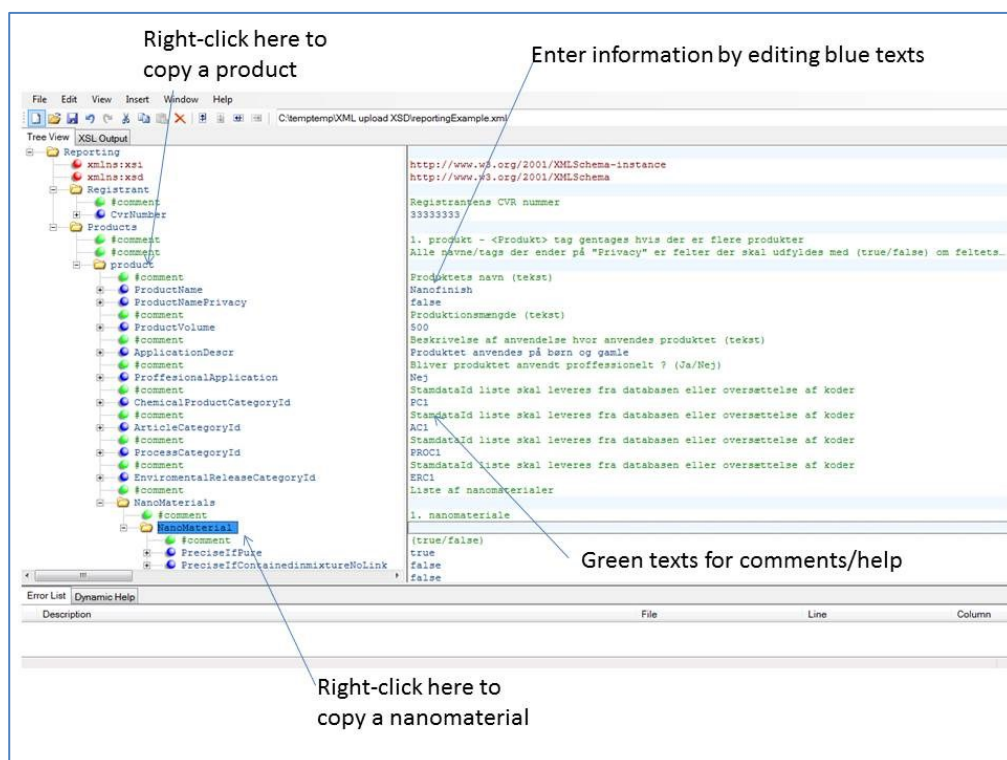 Right-click here to
copy a product
Enter information by editing blue texts
File Edit View Insert Window Help
C:\temptemp\XML upload XSD\reportingExample.xml
Tree View XSL Output
Reporting
xmlns:xsi http://www.w3.org/2001/XMLSchema-instance
xmlns:xsd http://www.w3.org/2001/XMLSchema
Registrant
#comment Registrantens CVR nummer
CvrNumber 33333333
Products
#comment 1. produkt - <Produkt> tag gentages hvis der er flere produkter
#comment Alle navne/tags der ender på "Privacy" er felter der skal udfyldes med (true/false) om feltets...
product
#comment Produktets navn (tekst)
ProductName Nanofinish
ProductNamePrivacy false
#comment Produktionsmængde (tekst)
ProductVolume 500
#comment Beskrivelse af anvendelse hvor anvendes produktet (tekst)
ApplicationDescr Produktet anvendes på børn og gamle
#comment Bliver produktet anvendt proffessionelt ? (Ja/Nej)
ProffesionalApplication Nej
#comment StamdataId liste skal leveres fra databasen eller oversættelse af koder
ChemicalProductCategoryId PC1
#comment StamdataId liste skal leveres fra databasen eller oversættelse af koder
ArticleCategoryId AC1
#comment StamdataId liste skal leveres fra databasen eller oversættelse af koder
ProcessCategoryId PROC1
#comment StamdataId liste skal leveres fra databasen eller oversættelse af koder
EnviromentalReleaseCategoryId ERC1
#comment Liste af nanomaterialer
NanoMaterials
#comment 1. nanomateriale
NanoMaterial
#comment (true/false)
PreciseIfPure true
PreciseIfContainedinmixtureNoLink false
false
Green texts for comments/help
Error List Dynamic Help
Description File Line Column
Right-click here to
copy a nanomaterial